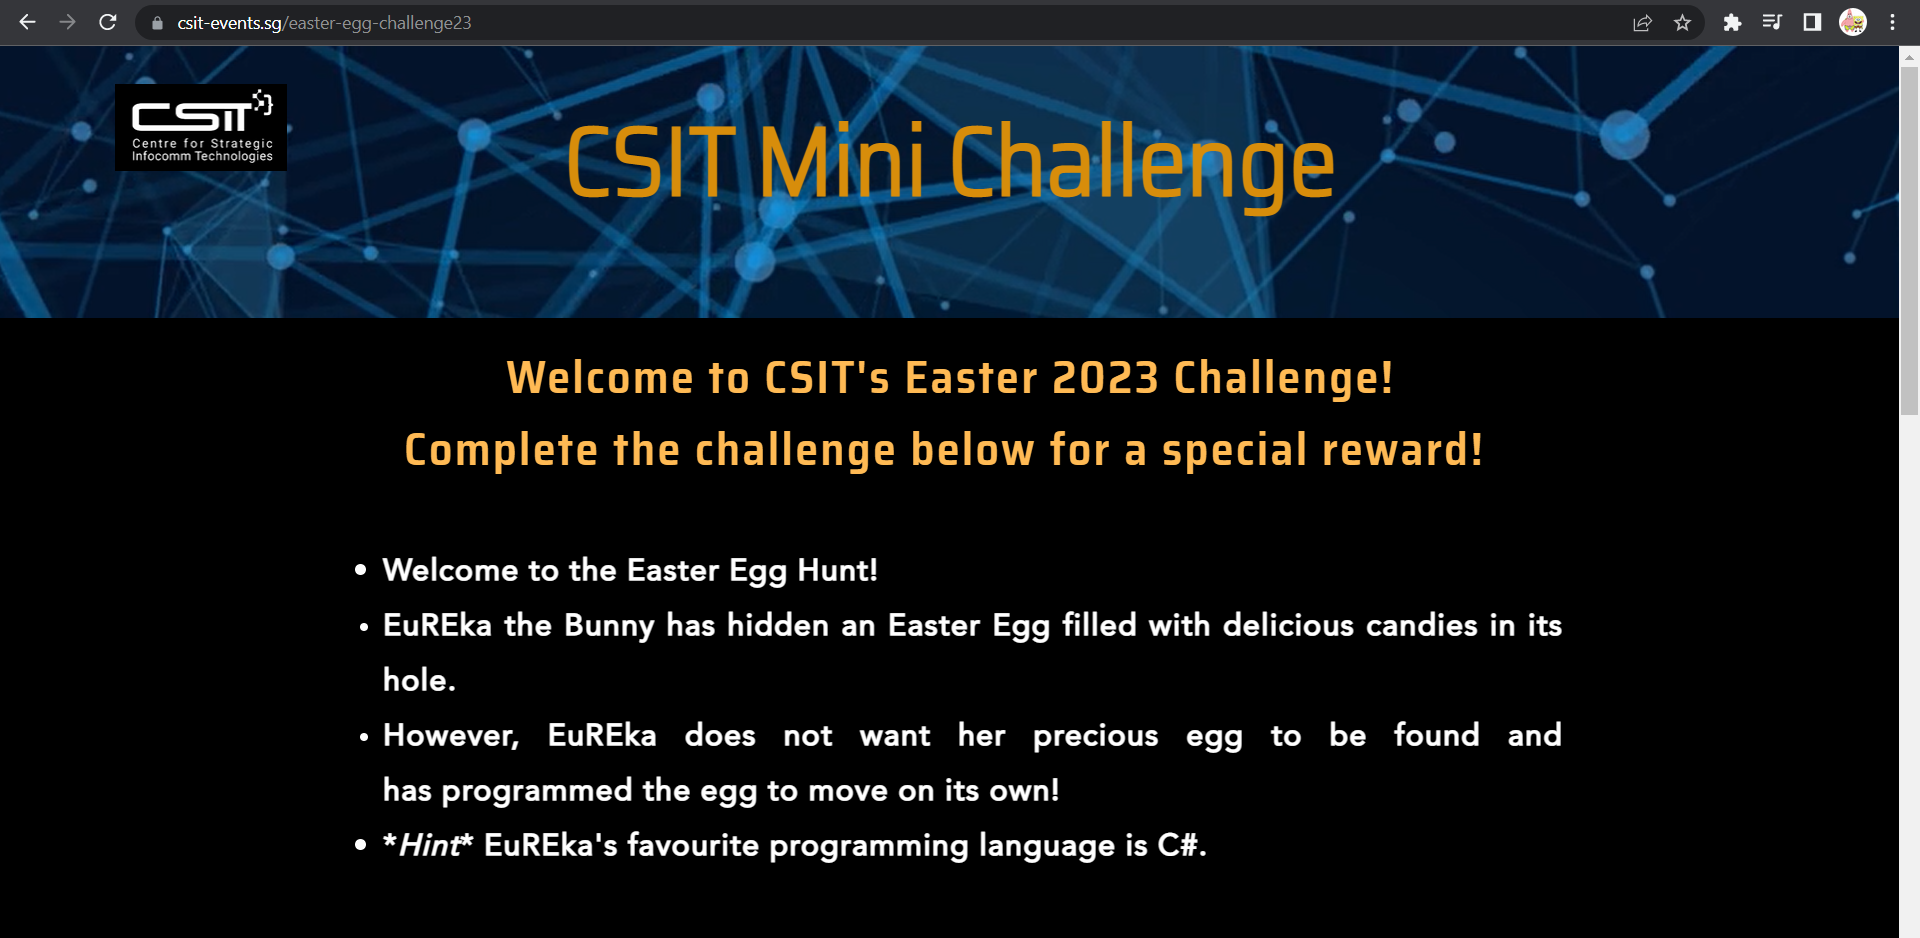 csit-events.sg/easter-egg-challenge23
CSIT
Centre for Strategic
Infocomm Technologies
CSIT Mini Challenge
Welcome to CSIT's Easter 2023 Challenge!
Complete the challenge below for a special reward!
• Welcome to the Easter Egg Hunt!
• EuREka the Bunny has hidden an Easter Egg filled with delicious candies in its
hole.
• However, EuREka does not want her precious egg to be found and
has programmed the egg to move on its own!
• *Hint* EuREka's favourite programming language is C#.